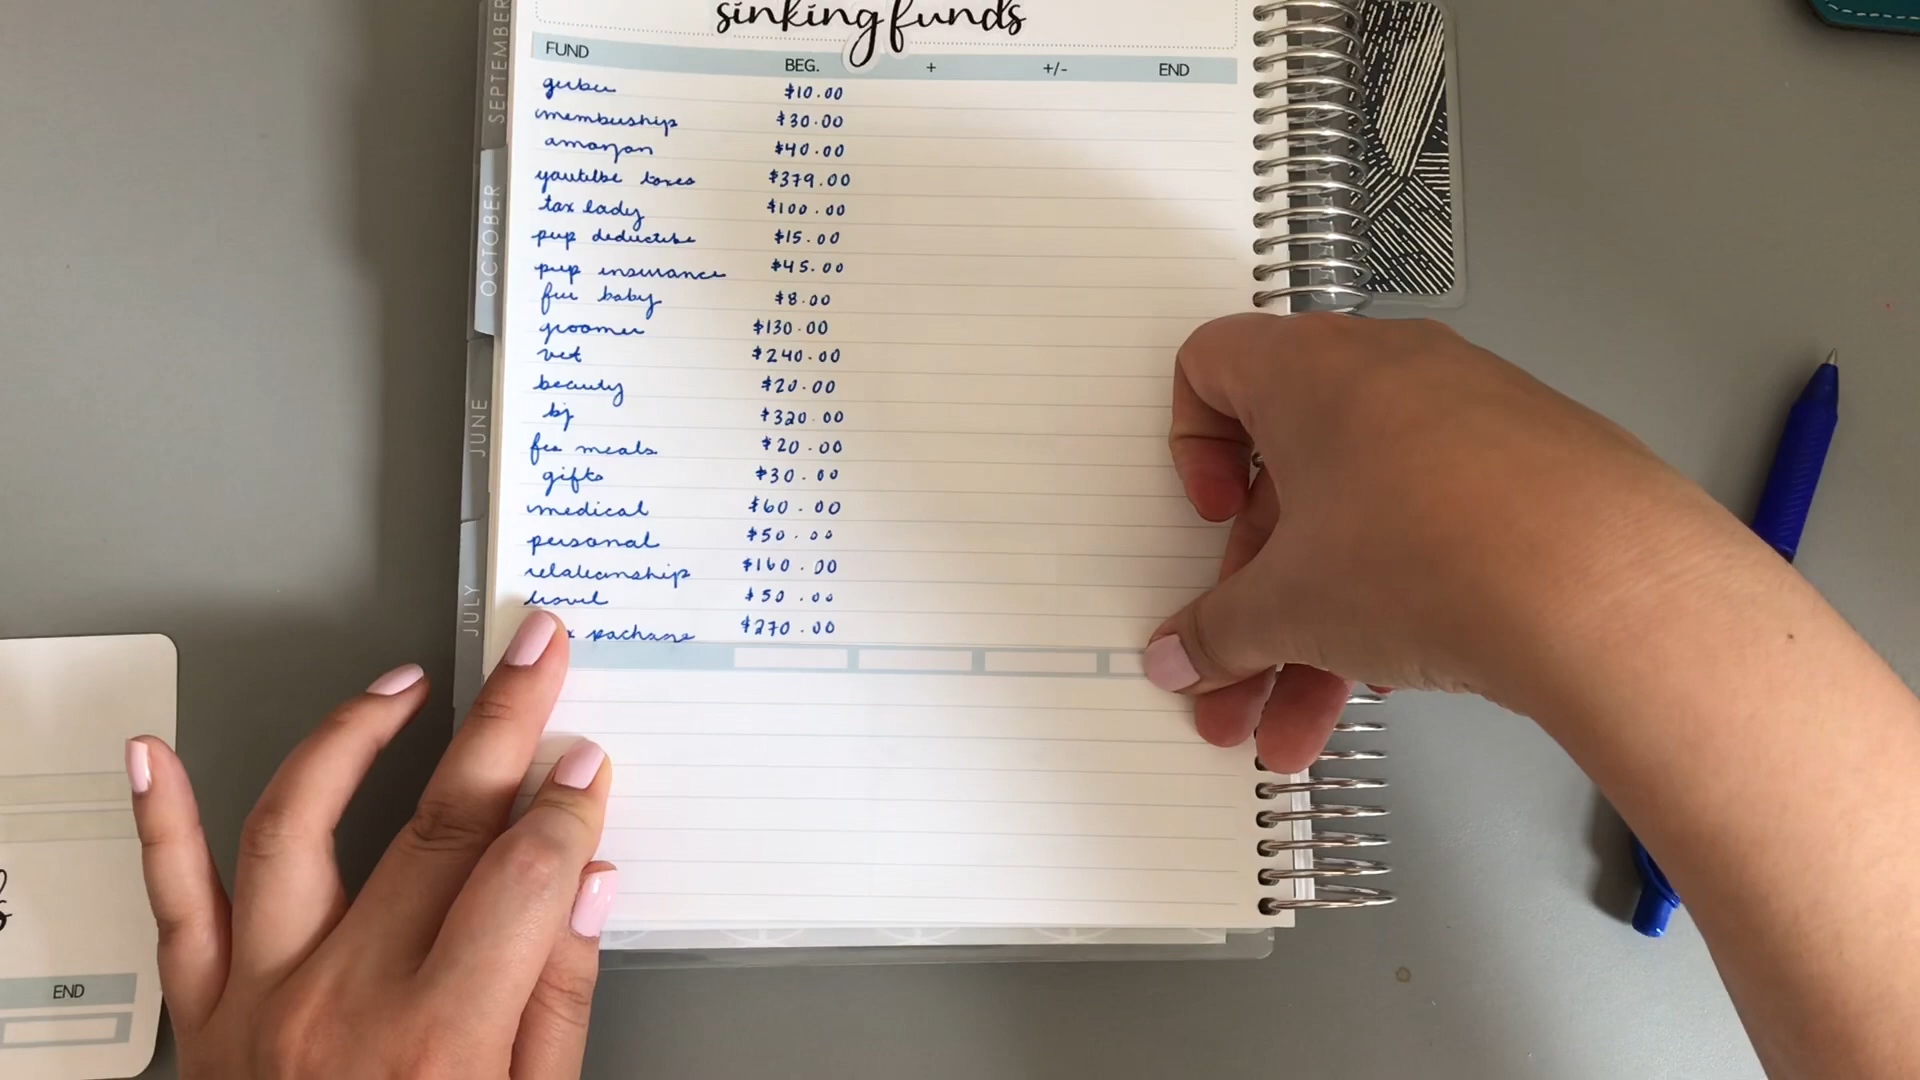 sinking funds
FUND BEG. + +/- END
gerber $10.00
membership $30.00
amazon $40.00
youtube taxes $379.00
tax lady $100.00
pup deductible $15.00
pup insurance $45.00
fur baby $8.00
groomer $130.00
vet $240.00
beauty $20.00
bj $320.00
meals $20.00
gifts $30.00
medical $60.00
personal $50.00
relationship $160.00
travel $50.00
package $270.00
SEPTEMBER
OCTOBER
JUNE
JULY
END